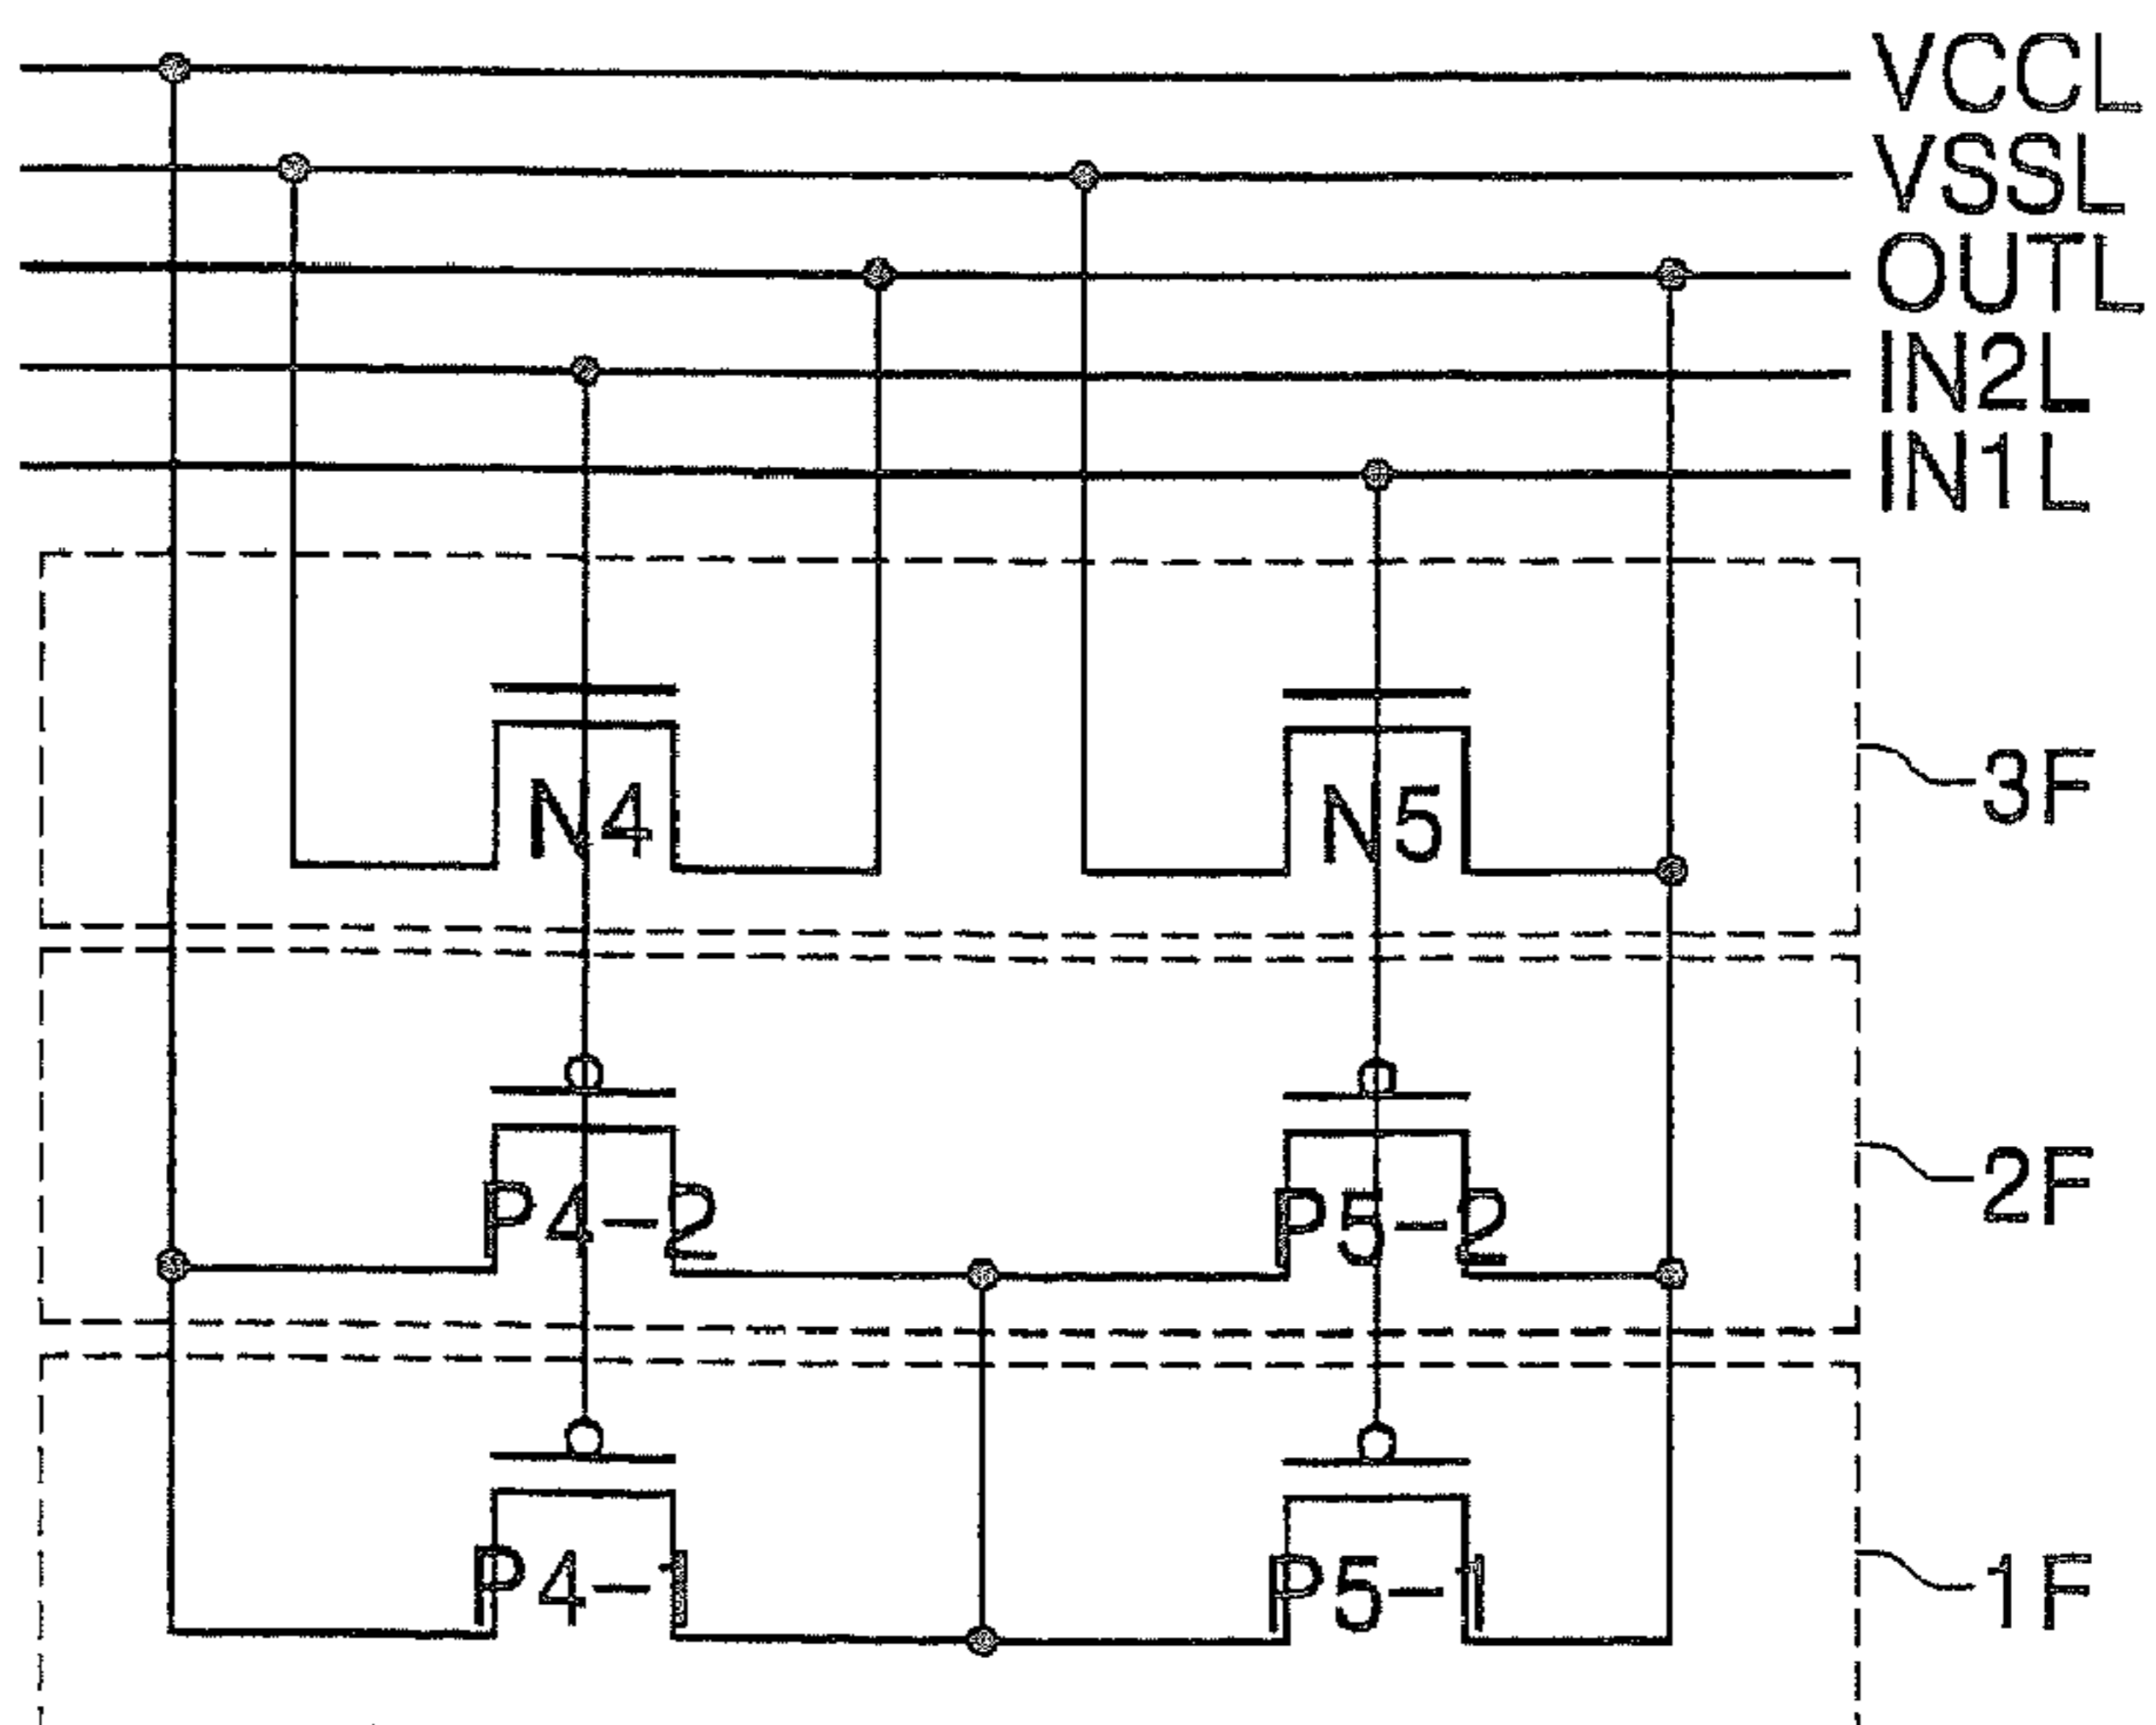 VCCL
VSSL
OUTL
IN2L
IN1L
N4 N5 3F
P4-2 P5-2 2F
P4-1 P5-1 1F